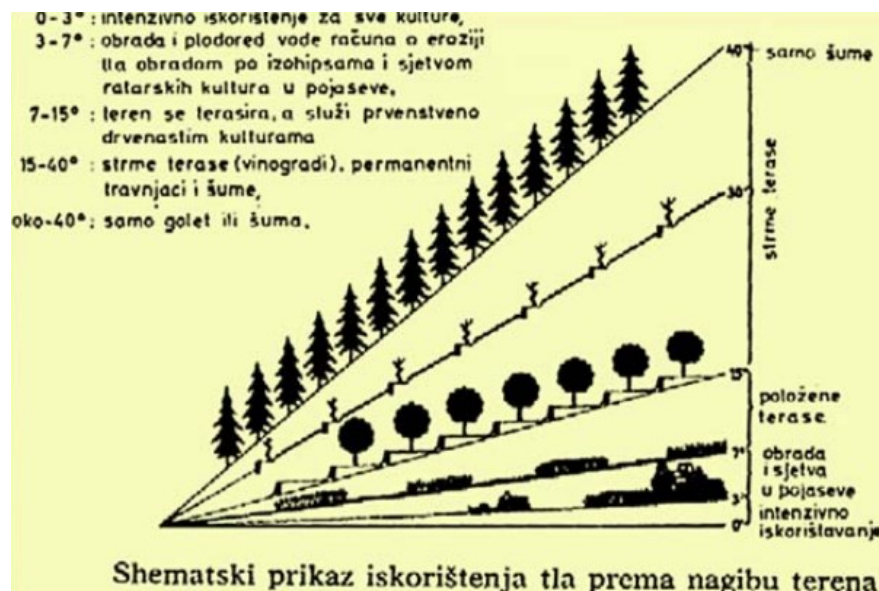 0-3° : intenzivno iskorištenje za sve kulture,
3-7° : obrada i plodored vode računa o eroziji
tla obradom po izohipsama i sjetvom
ratarskih kultura u pojaseve,
7-15° : teren se terasira, a služi prvenstveno
drvenastim kulturama
15-40° : strme terase (vinogradi), permanentni
travnjaci i šume,
oko-40° : samo golet ili šuma.
40°
samo šume
30°
strme terase
15°
položene
terase
7°
obrada
i sjetva
u pojaseve
3°
intenzivno
iskorištavanje
0°
Shematski prikaz iskorištenja tla prema nagibu terena